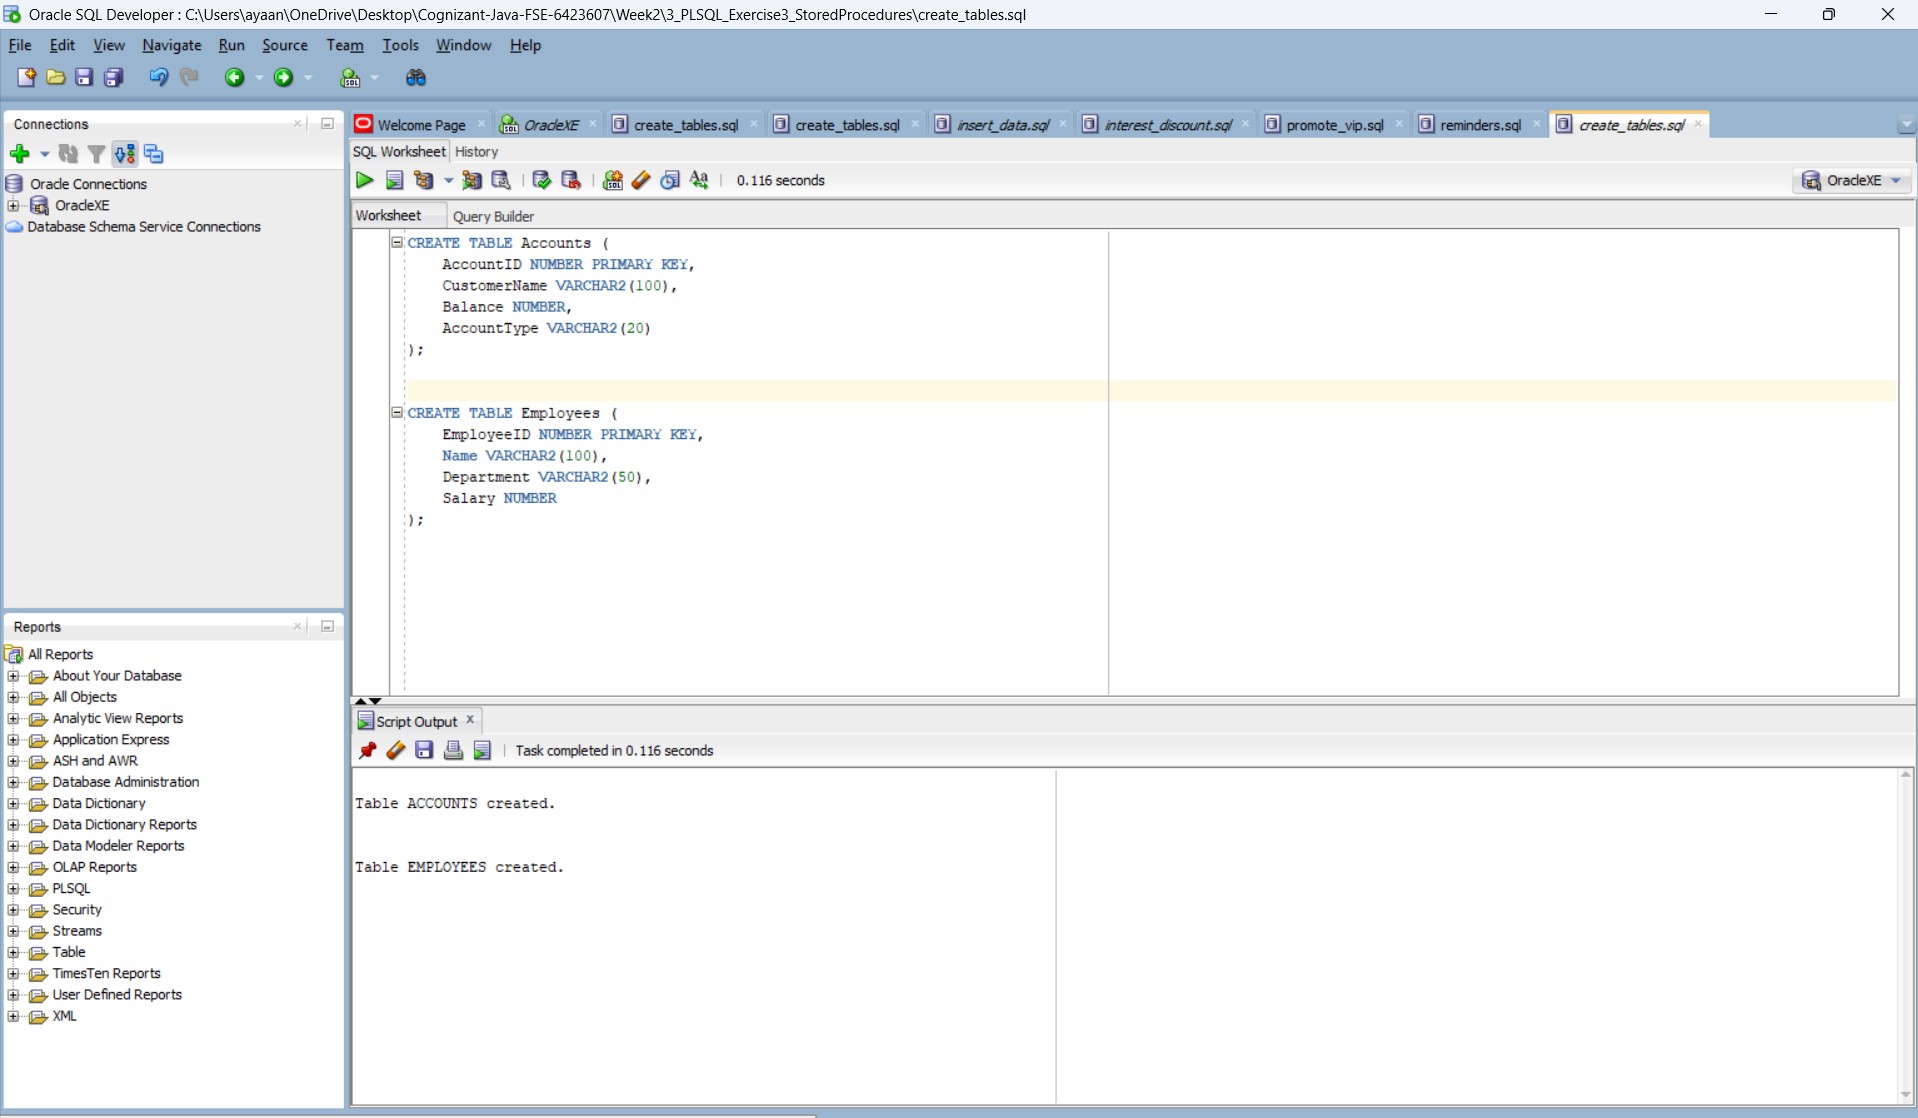 Oracle SQL Developer : C:\Users\ayaan\OneDrive\Desktop\Cognizant-Java-FSE-6423607\Week2\3_PLSQL_Exercise3_StoredProcedures\create_tables.sql
File Edit View Navigate Run Source Team Tools Window Help
Connections
Oracle Connections
OracleXE
Database Schema Service Connections
Reports
All Reports
About Your Database
All Objects
Analytic View Reports
Application Express
ASH and AWR
Database Administration
Data Dictionary
Data Dictionary Reports
Data Modeler Reports
OLAP Reports
PLSQL
Security
Streams
Table
TimesTen Reports
User Defined Reports
XML
Welcome Page OracleXE create_tables.sql create_tables.sql insert_data.sql interest_discount.sql promote_vip.sql reminders.sql create_tables.sql
SQL Worksheet History
0.116 seconds OracleXE
Worksheet Query Builder
CREATE TABLE Accounts (
AccountID NUMBER PRIMARY KEY,
CustomerName VARCHAR2(100),
Balance NUMBER,
AccountType VARCHAR2(20)
);
CREATE TABLE Employees (
EmployeeID NUMBER PRIMARY KEY,
Name VARCHAR2(100),
Department VARCHAR2(50),
Salary NUMBER
);
Script Output
Task completed in 0.116 seconds
Table ACCOUNTS created.
Table EMPLOYEES created.